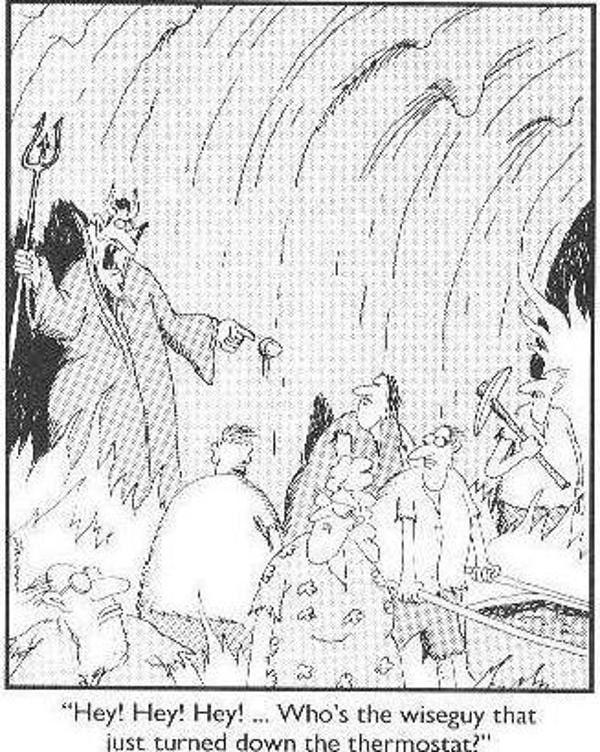 “Hey! Hey! Hey! ... Who's the wiseguy that
just turned down the thermostat?”